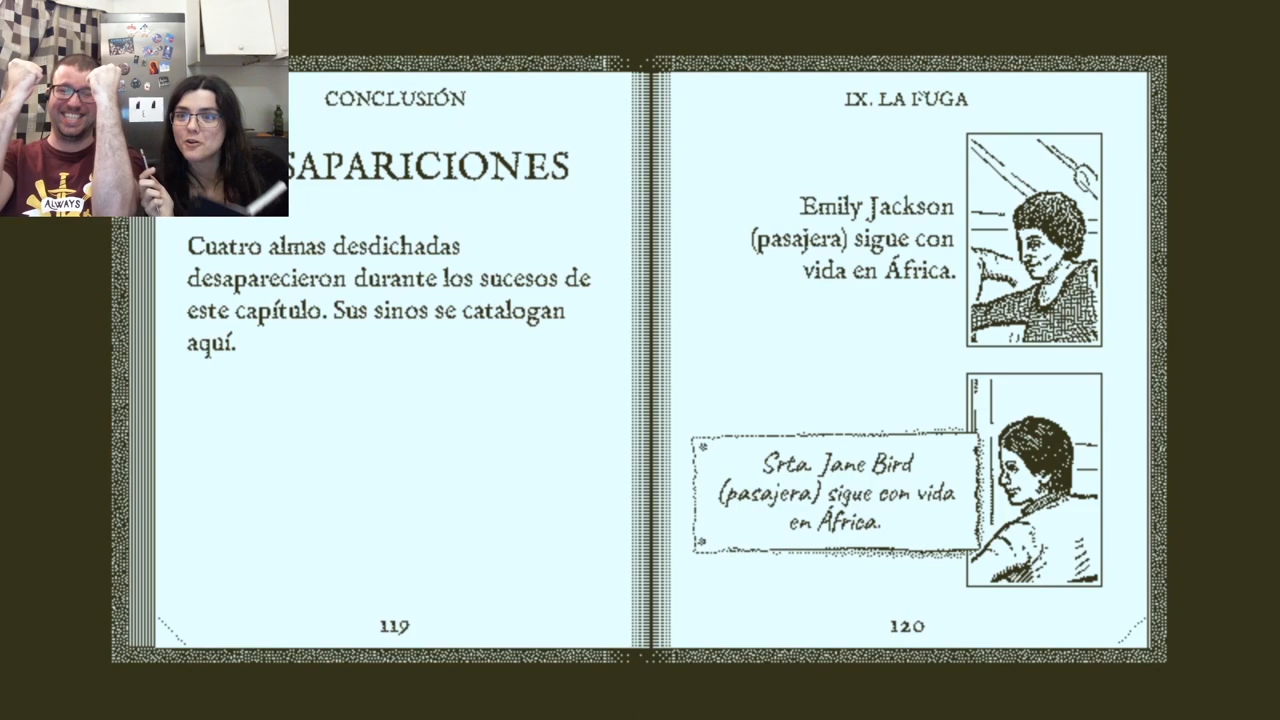 ALWAYS
CONCLUSIÓN
SAPARICIONES
Cuatro almas desdichadas
desaparecieron durante los sucesos de
este capítulo. Sus sinos se catalogan
aquí.
119
IX. LA FUGA
Emily Jackson
(pasajera) sigue con
vida en África.
Srta. Jane Bird
(pasajera) sigue con vida
en África.
120